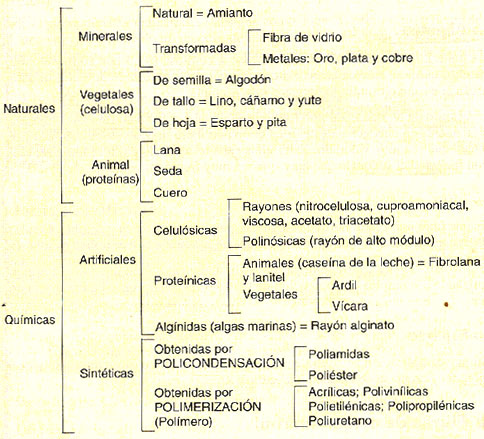 Naturales
Minerales
Natural = Amianto
Transformadas
Fibra de vidrio
Metales: Oro, plata y cobre
Vegetales
(celulosa)
De semilla = Algodón
De tallo = Lino, cáñamo y yute
De hoja = Esparto y pita
Animal
(proteínas)
Lana
Seda
Cuero
Químicas
Artificiales
Celulósicas
Rayones (nitrocelulosa, cuproamoniacal,
viscosa, acetato, triacetato)
Polinósicas (rayón de alto módulo)
Proteínicas
Animales (caseína de la leche) = Fibrolana
y lanitel
Vegetales
Ardil
Vícara
Algínidas (algas marinas) = Rayón alginato
Sintéticas
Obtenidas por
POLICONDENSACIÓN
Poliamidas
Poliéster
Obtenidas por
POLIMERIZACIÓN
(Polímero)
Acrílicas; Polivinílicas
Polietilénicas; Polipropilénicas
Poliuretano